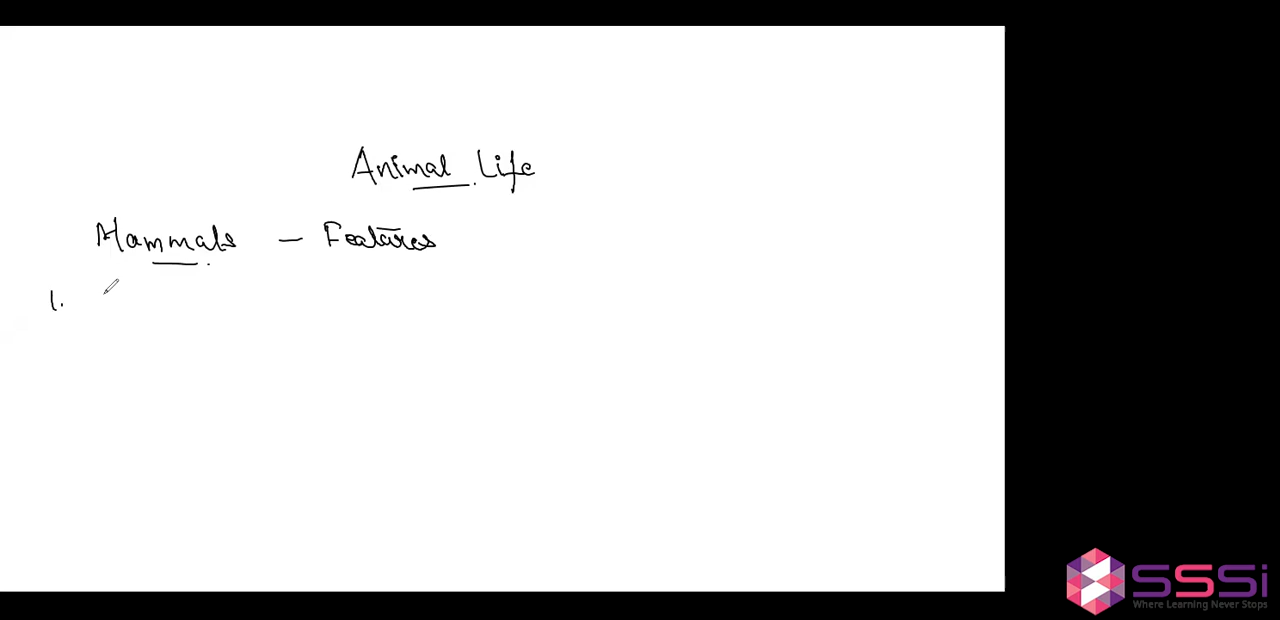 Animal Life
Mammals - Features
1.
SSSi
Where Learning Never Stops